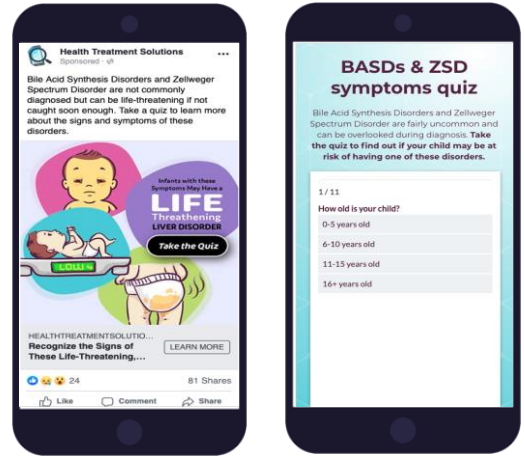 Health Treatment Solutions
Sponsored ·
Bile Acid Synthesis Disorders and Zellweger
Spectrum Disorder are not commonly
diagnosed but can be life-threatening if not
caught soon enough. Take a quiz to learn more
about the signs and symptoms of these
disorders.
Infants with these
Symptoms May Have a
LIFE
Threathening
LIVER DISORDER
Take the Quiz
LOW
HEALTHTREATMENTSOLUTIO...
Recognize the Signs of
These Life-Threatening,...
LEARN MORE
24
81 Shares
Like
Comment
Share
BASDs & ZSD
symptoms quiz
Bile Acid Synthesis Disorders and Zellweger
Spectrum Disorder are fairly uncommon and
can be overlooked during diagnosis. Take
the quiz to find out if your child may be at
risk of having one of these disorders.
1 / 11
How old is your child?
0-5 years old
6-10 years old
11-15 years old
16+ years old